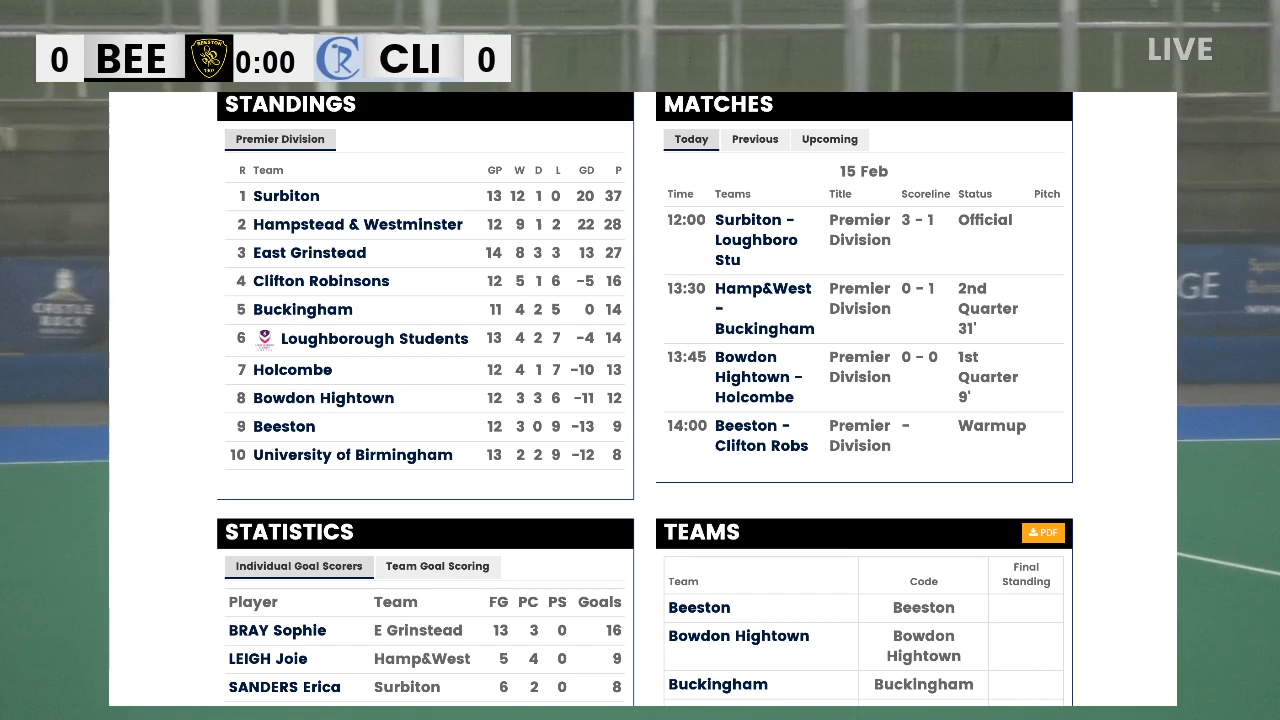 0 BEE 0:00 CLI 0
LIVE
STANDINGS
Premier Division
R Team GP W D L GD P
1 Surbiton 13 12 1 0 20 37
2 Hampstead & Westminster 12 9 1 2 22 28
3 East Grinstead 14 8 3 3 13 27
4 Clifton Robinsons 12 5 1 6 -5 16
5 Buckingham 11 4 2 5 0 14
6 Loughborough Students 13 4 2 7 -4 14
7 Holcombe 12 4 1 7 -10 13
8 Bowdon Hightown 12 3 3 6 -11 12
9 Beeston 12 3 0 9 -13 9
10 University of Birmingham 13 2 2 9 -12 8
MATCHES
Today Previous Upcoming
15 Feb
Time Teams Title Scoreline Status Pitch
12:00 Surbiton - Premier 3 - 1 Official
Loughboro Division
Stu
13:30 Hamp&West Premier 0 - 1 2nd
- Division Quarter
Buckingham 31'
13:45 Bowdon Premier 0 - 0 1st
Hightown - Division Quarter
Holcombe 9'
14:00 Beeston - Premier - Warmup
Clifton Robs Division
STATISTICS
Individual Goal Scorers Team Goal Scoring
Player Team FG PC PS Goals
BRAY Sophie E Grinstead 13 3 0 16
LEIGH Joie Hamp&West 5 4 0 9
SANDERS Erica Surbiton 6 2 0 8
TEAMS
PDF
Final
Team Code Standing
Beeston Beeston
Bowdon Hightown Bowdon
Hightown
Buckingham Buckingham
CASTLE
ROCK
GE